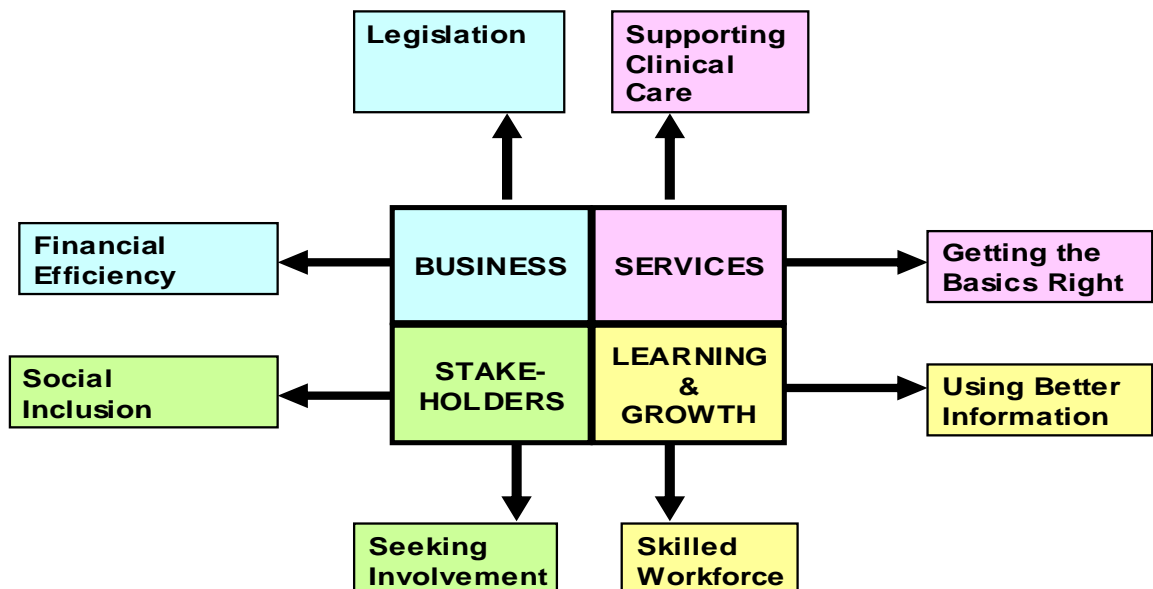 Legislation
Supporting
Clinical
Care
Financial
Efficiency
BUSINESS
SERVICES
Getting the
Basics Right
Social
Inclusion
STAKE-
HOLDERS
LEARNING
&
GROWTH
Using Better
Information
Seeking
Involvement
Skilled
Workforce